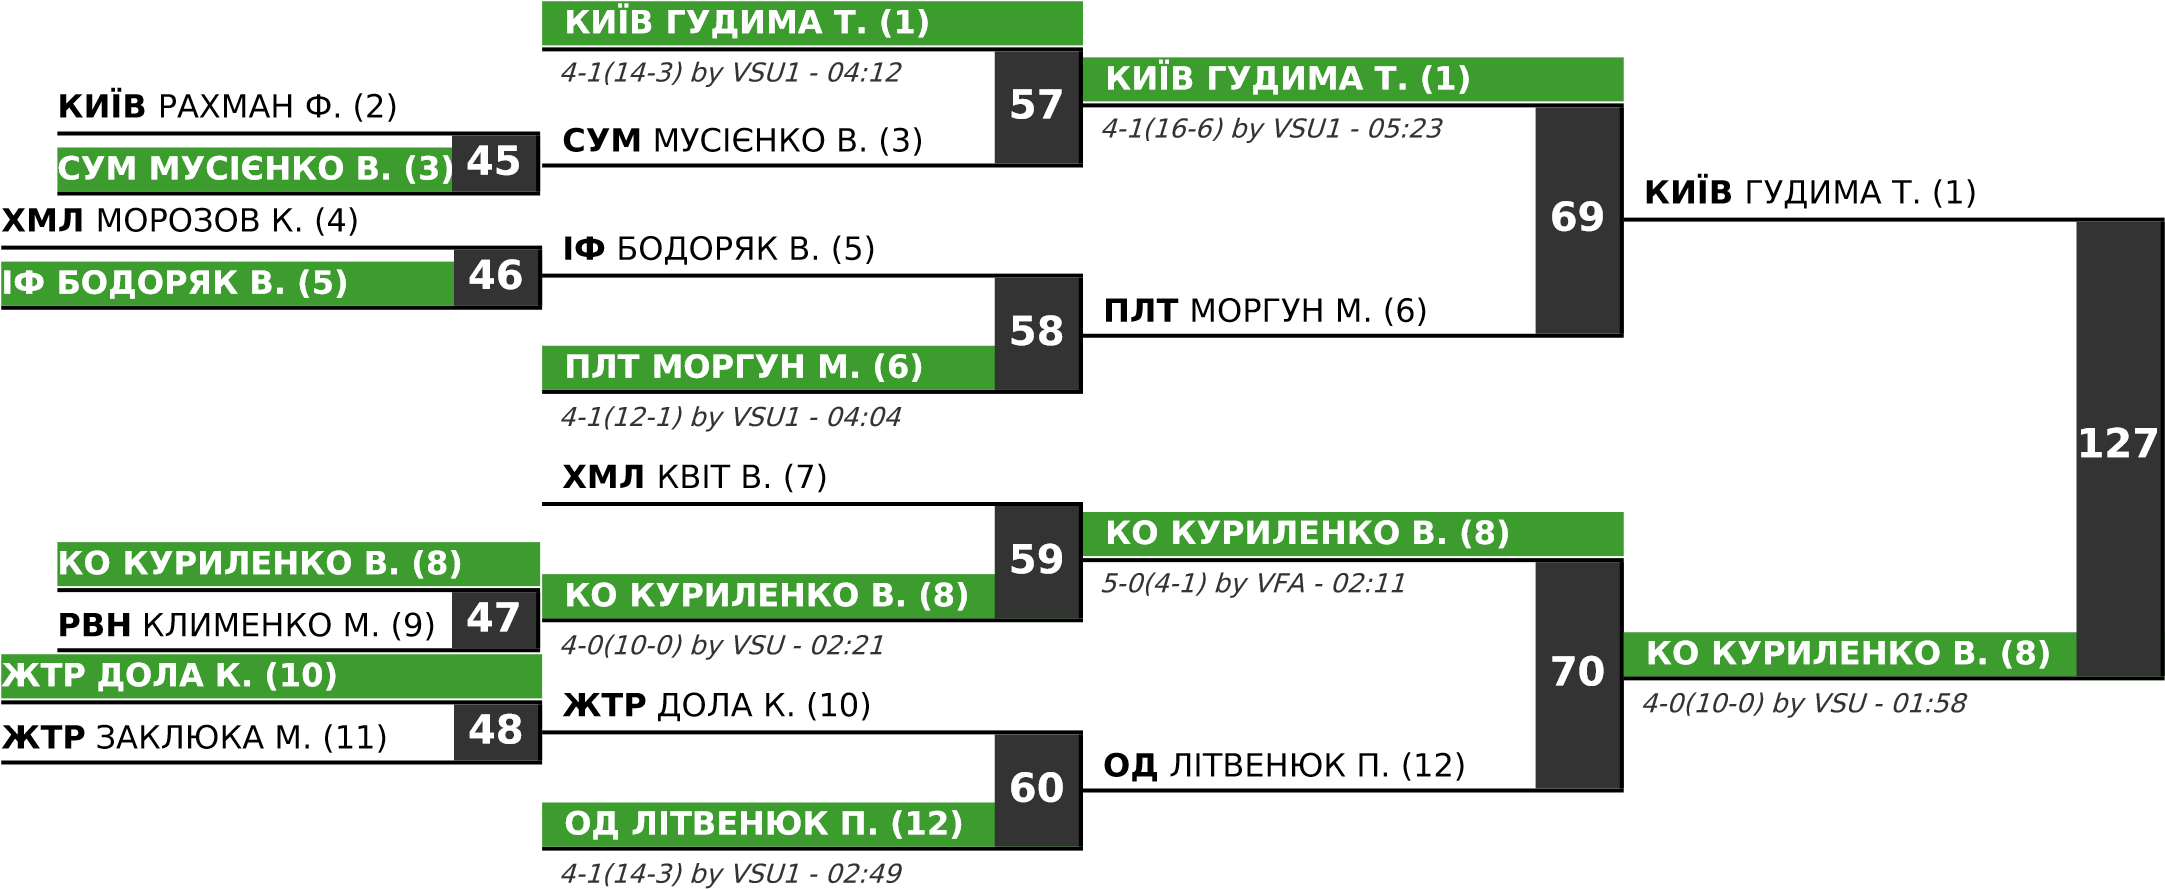 КИЇВ ГУДИМА Т. (1)
4-1(14-3) by VSU1 - 04:12
57
КИЇВ ГУДИМА Т. (1)
4-1(16-6) by VSU1 - 05:23
КИЇВ РАХМАН Ф. (2)
СУМ МУСІЄНКО В. (3)
45
СУМ МУСІЄНКО В. (3)
ХМЛ МОРОЗОВ К. (4)
ІФ БОДОРЯК В. (5)
46
ІФ БОДОРЯК В. (5)
69
КИЇВ ГУДИМА Т. (1)
58
ПЛТ МОРГУН М. (6)
ПЛТ МОРГУН М. (6)
4-1(12-1) by VSU1 - 04:04
127
ХМЛ КВІТ В. (7)
КО КУРИЛЕНКО В. (8)
РВН КЛИМЕНКО М. (9)
47
59
КО КУРИЛЕНКО В. (8)
4-0(10-0) by VSU - 02:21
КО КУРИЛЕНКО В. (8)
5-0(4-1) by VFA - 02:11
70
КО КУРИЛЕНКО В. (8)
4-0(10-0) by VSU - 01:58
ЖТР ДОЛА К. (10)
ЖТР ЗАКЛЮКА М. (11)
48
ЖТР ДОЛА К. (10)
60
ОД ЛІТВЕНЮК П. (12)
ОД ЛІТВЕНЮК П. (12)
4-1(14-3) by VSU1 - 02:49